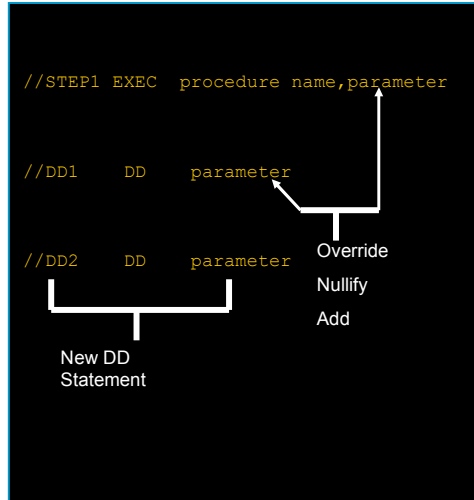 //STEP1 EXEC  procedure name,parameter
//DD1    DD    parameter
//DD2    DD    parameter
Override
Nullify
Add
New DD
Statement